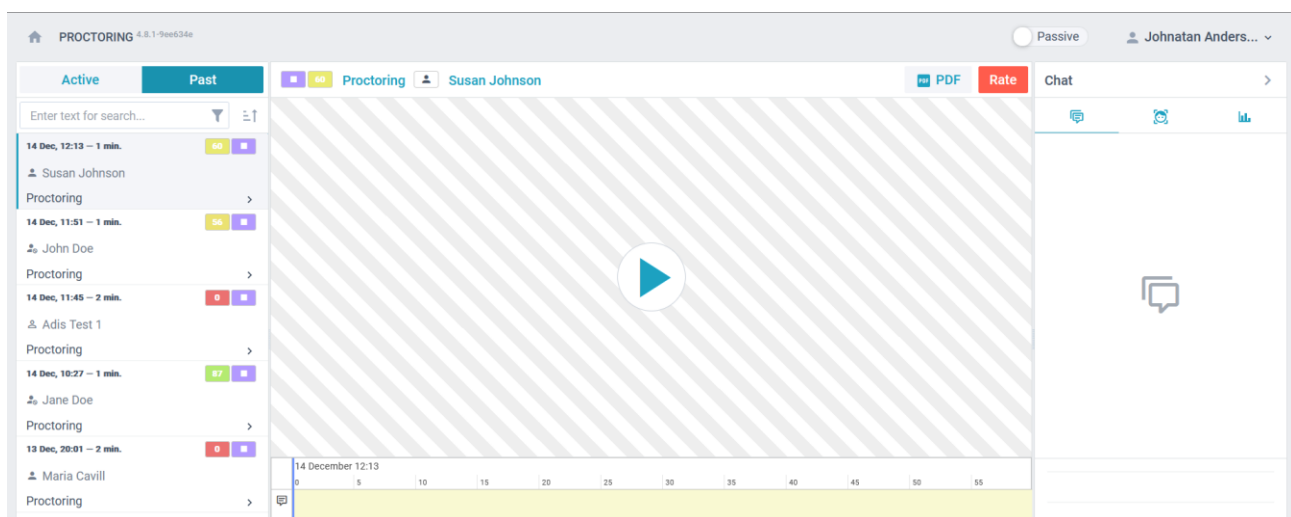 PROCTORING 4.8.1-9ee634e
Passive
Johnatan Anders...
Active
Past
60
Proctoring
Susan Johnson
PDF PDF
Rate
Chat
Enter text for search...
14 Dec, 12:13 — 1 min.
60
Susan Johnson
Proctoring
14 Dec, 11:51 — 1 min.
56
John Doe
Proctoring
14 Dec, 11:45 — 2 min.
0
Adis Test 1
Proctoring
14 Dec, 10:27 — 1 min.
87
Jane Doe
Proctoring
13 Dec, 20:01 — 2 min.
0
Maria Cavill
Proctoring
14 December 12:13
0 5 10 15 20 25 30 35 40 45 50 55